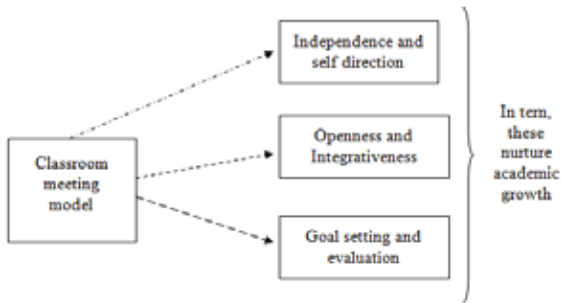 Independence and
self direction
Classroom
meeting
model
Openness and
Integrativeness
Goal setting and
evaluation
In tern,
these
nurture
academic
growth